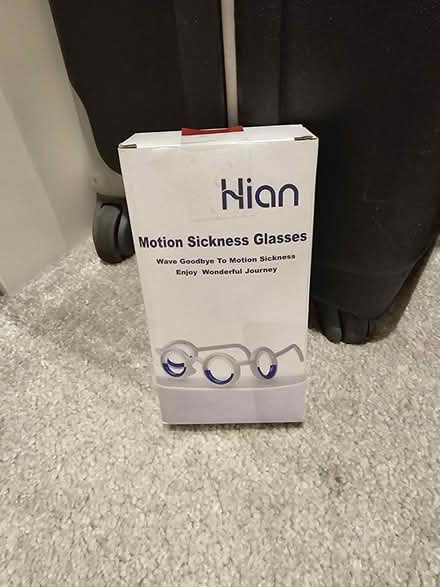 Hian
Motion Sickness Glasses
Wave Goodbye To Motion Sickness
Enjoy Wonderful Journey